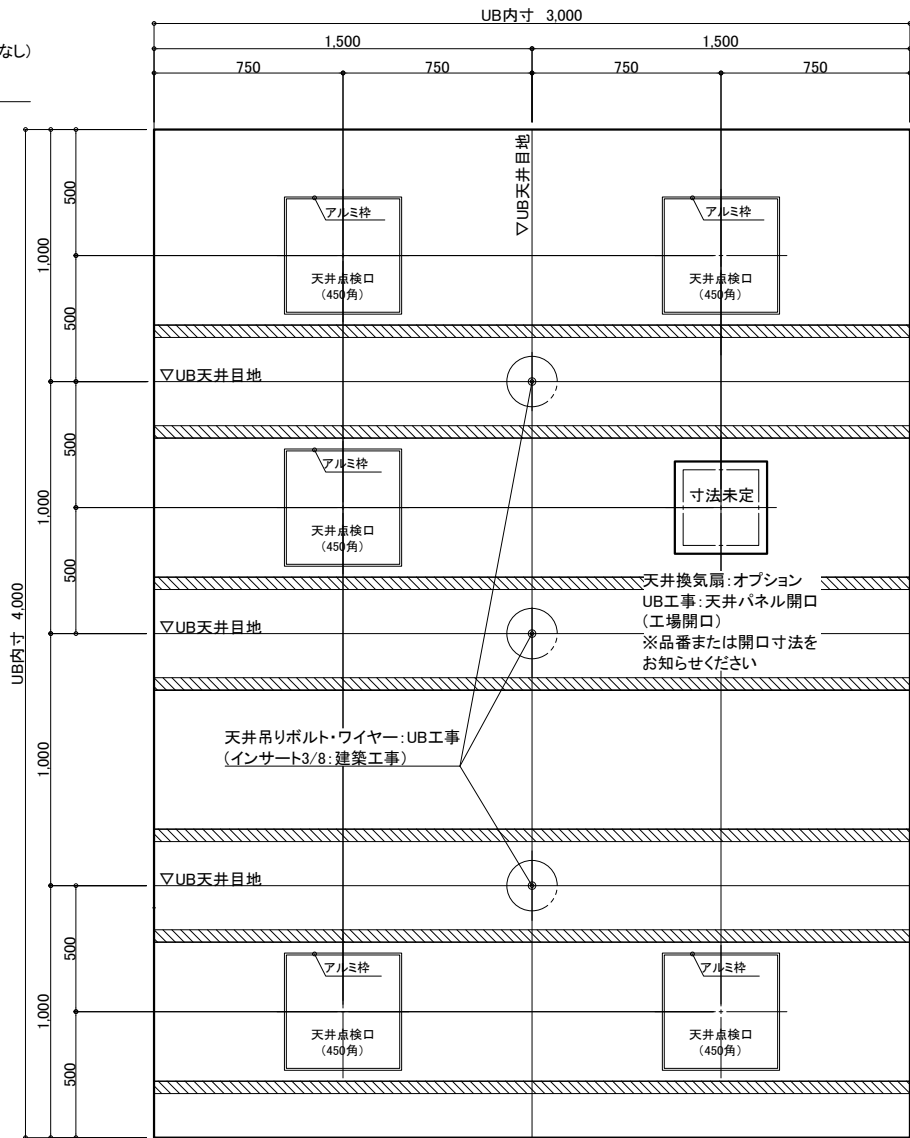 UB内寸 3,000
なし)
1,500
1,500
750
750
750
750
▽UB天井目地
500
1,000
500
アルミ枠
天井点検口
(450角)
アルミ枠
天井点検口
(450角)
▽UB天井目地
500
1,000
500
アルミ枠
天井点検口
(450角)
寸法未定
天井換気扇:オプション
UB工事:天井パネル開口
(工場開口)
※品番または開口寸法を
お知らせください
UB内寸 4,000
▽UB天井目地
1,000
天井吊りボルト・ワイヤー:UB工事
(インサート3/8:建築工事)
▽UB天井目地
500
1,000
500
アルミ枠
天井点検口
(450角)
アルミ枠
天井点検口
(450角)